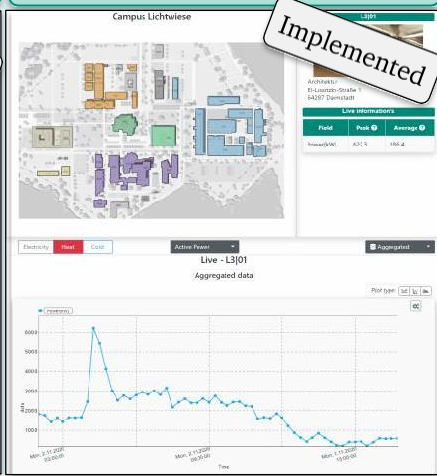 Campus Lichtwiese
L3|01
Implemented
Architektur
El-Lissitzky-Straße 1
64287 Darmstadt
Live informations
Field Peak Average
Electricity Heat Cold
Active Power
Aggregated
Live - L3|01
Aggregated data
Plot type:
6000
5000
4000
3000
2000
1000
Time